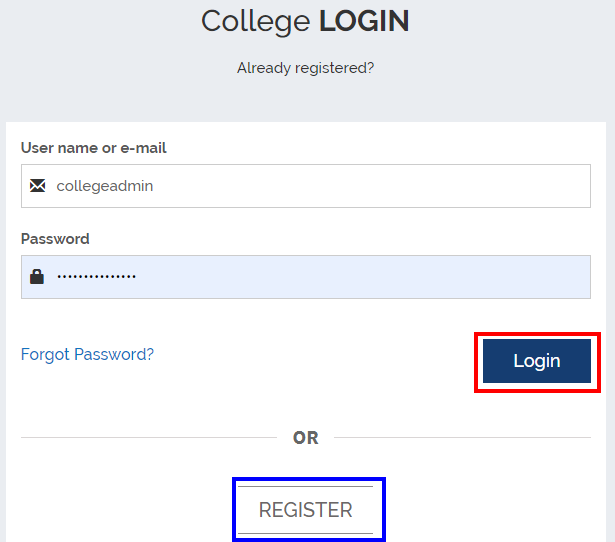 College LOGIN
Already registered?
User name or e-mail
collegeadmin
Password
•••••••••••••••
Forgot Password?
Login
OR
REGISTER